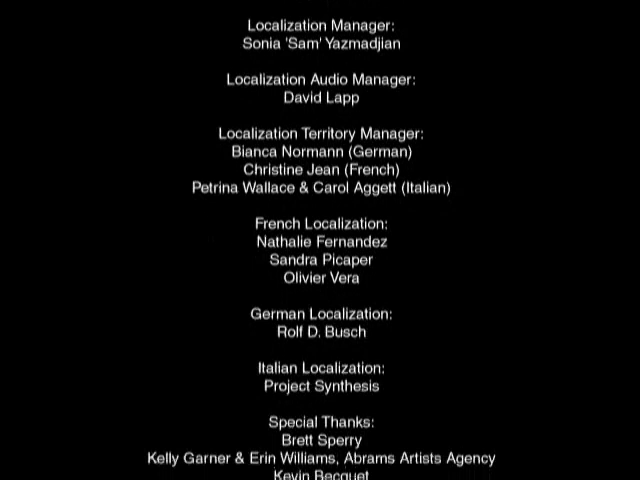 Localization Manager:
Sonia 'Sam' Yazmadjian
Localization Audio Manager:
David Lapp
Localization Territory Manager:
Bianca Normann (German)
Christine Jean (French)
Petrina Wallace & Carol Aggett (Italian)
French Localization:
Nathalie Fernandez
Sandra Picaper
Olivier Vera
German Localization:
Rolf D. Busch
Italian Localization:
Project Synthesis
Special Thanks:
Brett Sperry
Kelly Garner & Erin Williams, Abrams Artists Agency
Kevin Becquet